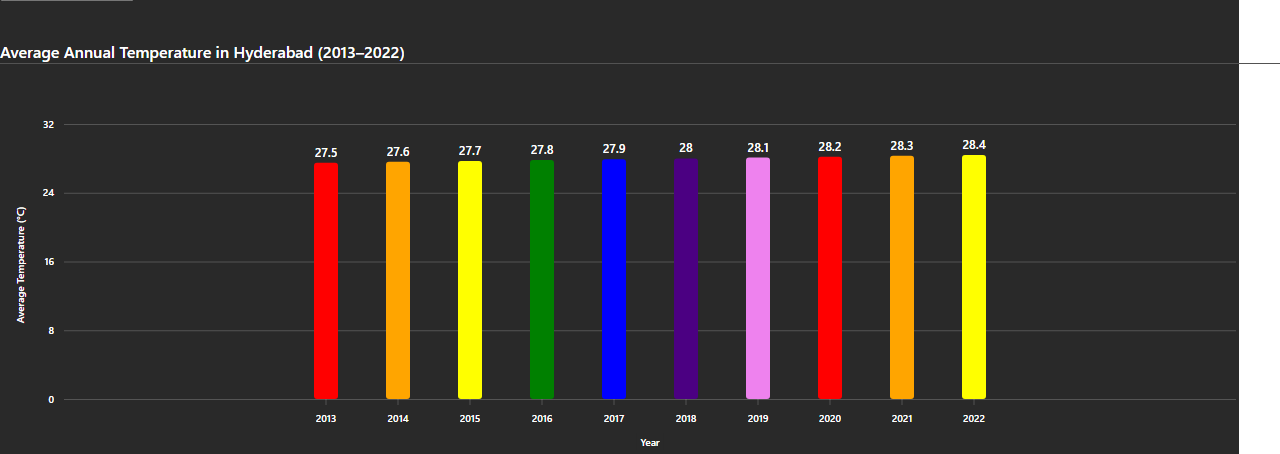 Average Annual Temperature in Hyderabad (2013–2022)
32
24
16
8
0
Average Temperature (°C)
27.5 27.6 27.7 27.8 27.9 28 28.1 28.2 28.3 28.4
2013 2014 2015 2016 2017 2018 2019 2020 2021 2022
Year